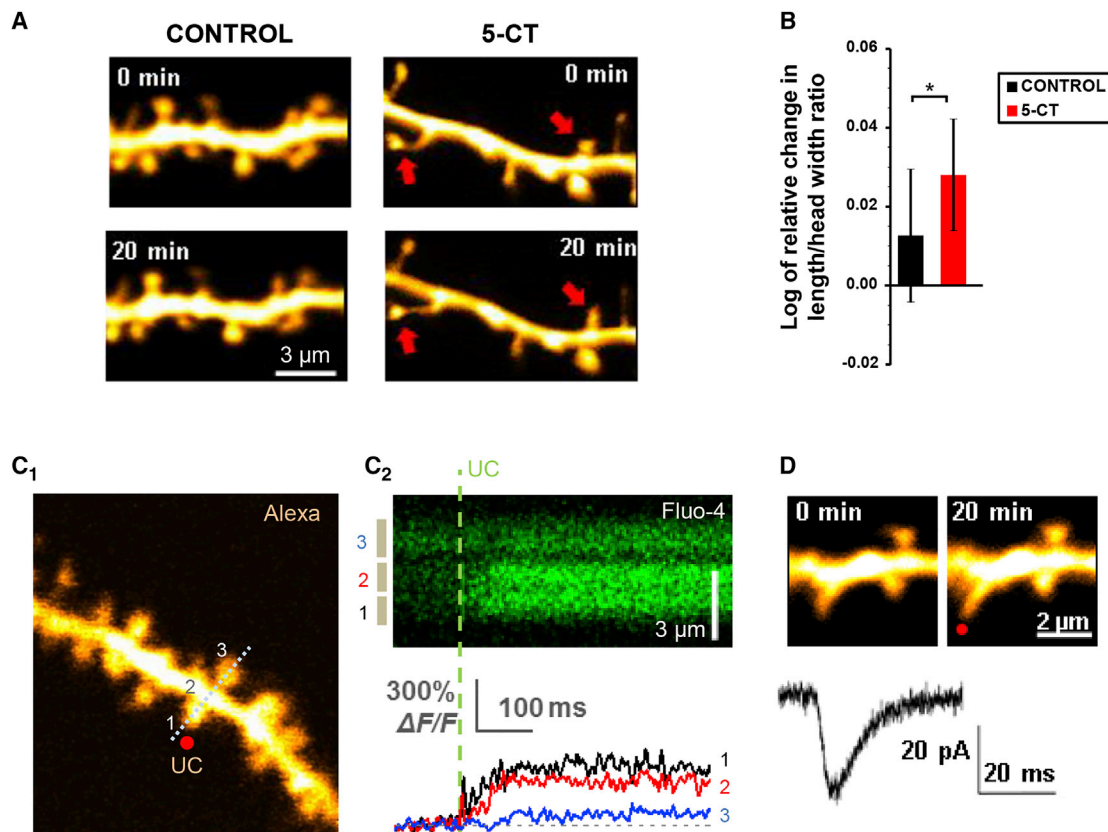 A
CONTROL
5-CT
0 min
0 min
20 min
20 min
3 µm
B
Log of relative change in
length/head width ratio
0.06
0.04
0.02
0.00
-0.02
*
CONTROL
5-CT
C1
Alexa
1
2
3
UC
C2
UC
Fluo-4
3
2
1
3 µm
300%
ΔF/F
100 ms
1
2
3
D
0 min
20 min
2 µm
20 pA
20 ms